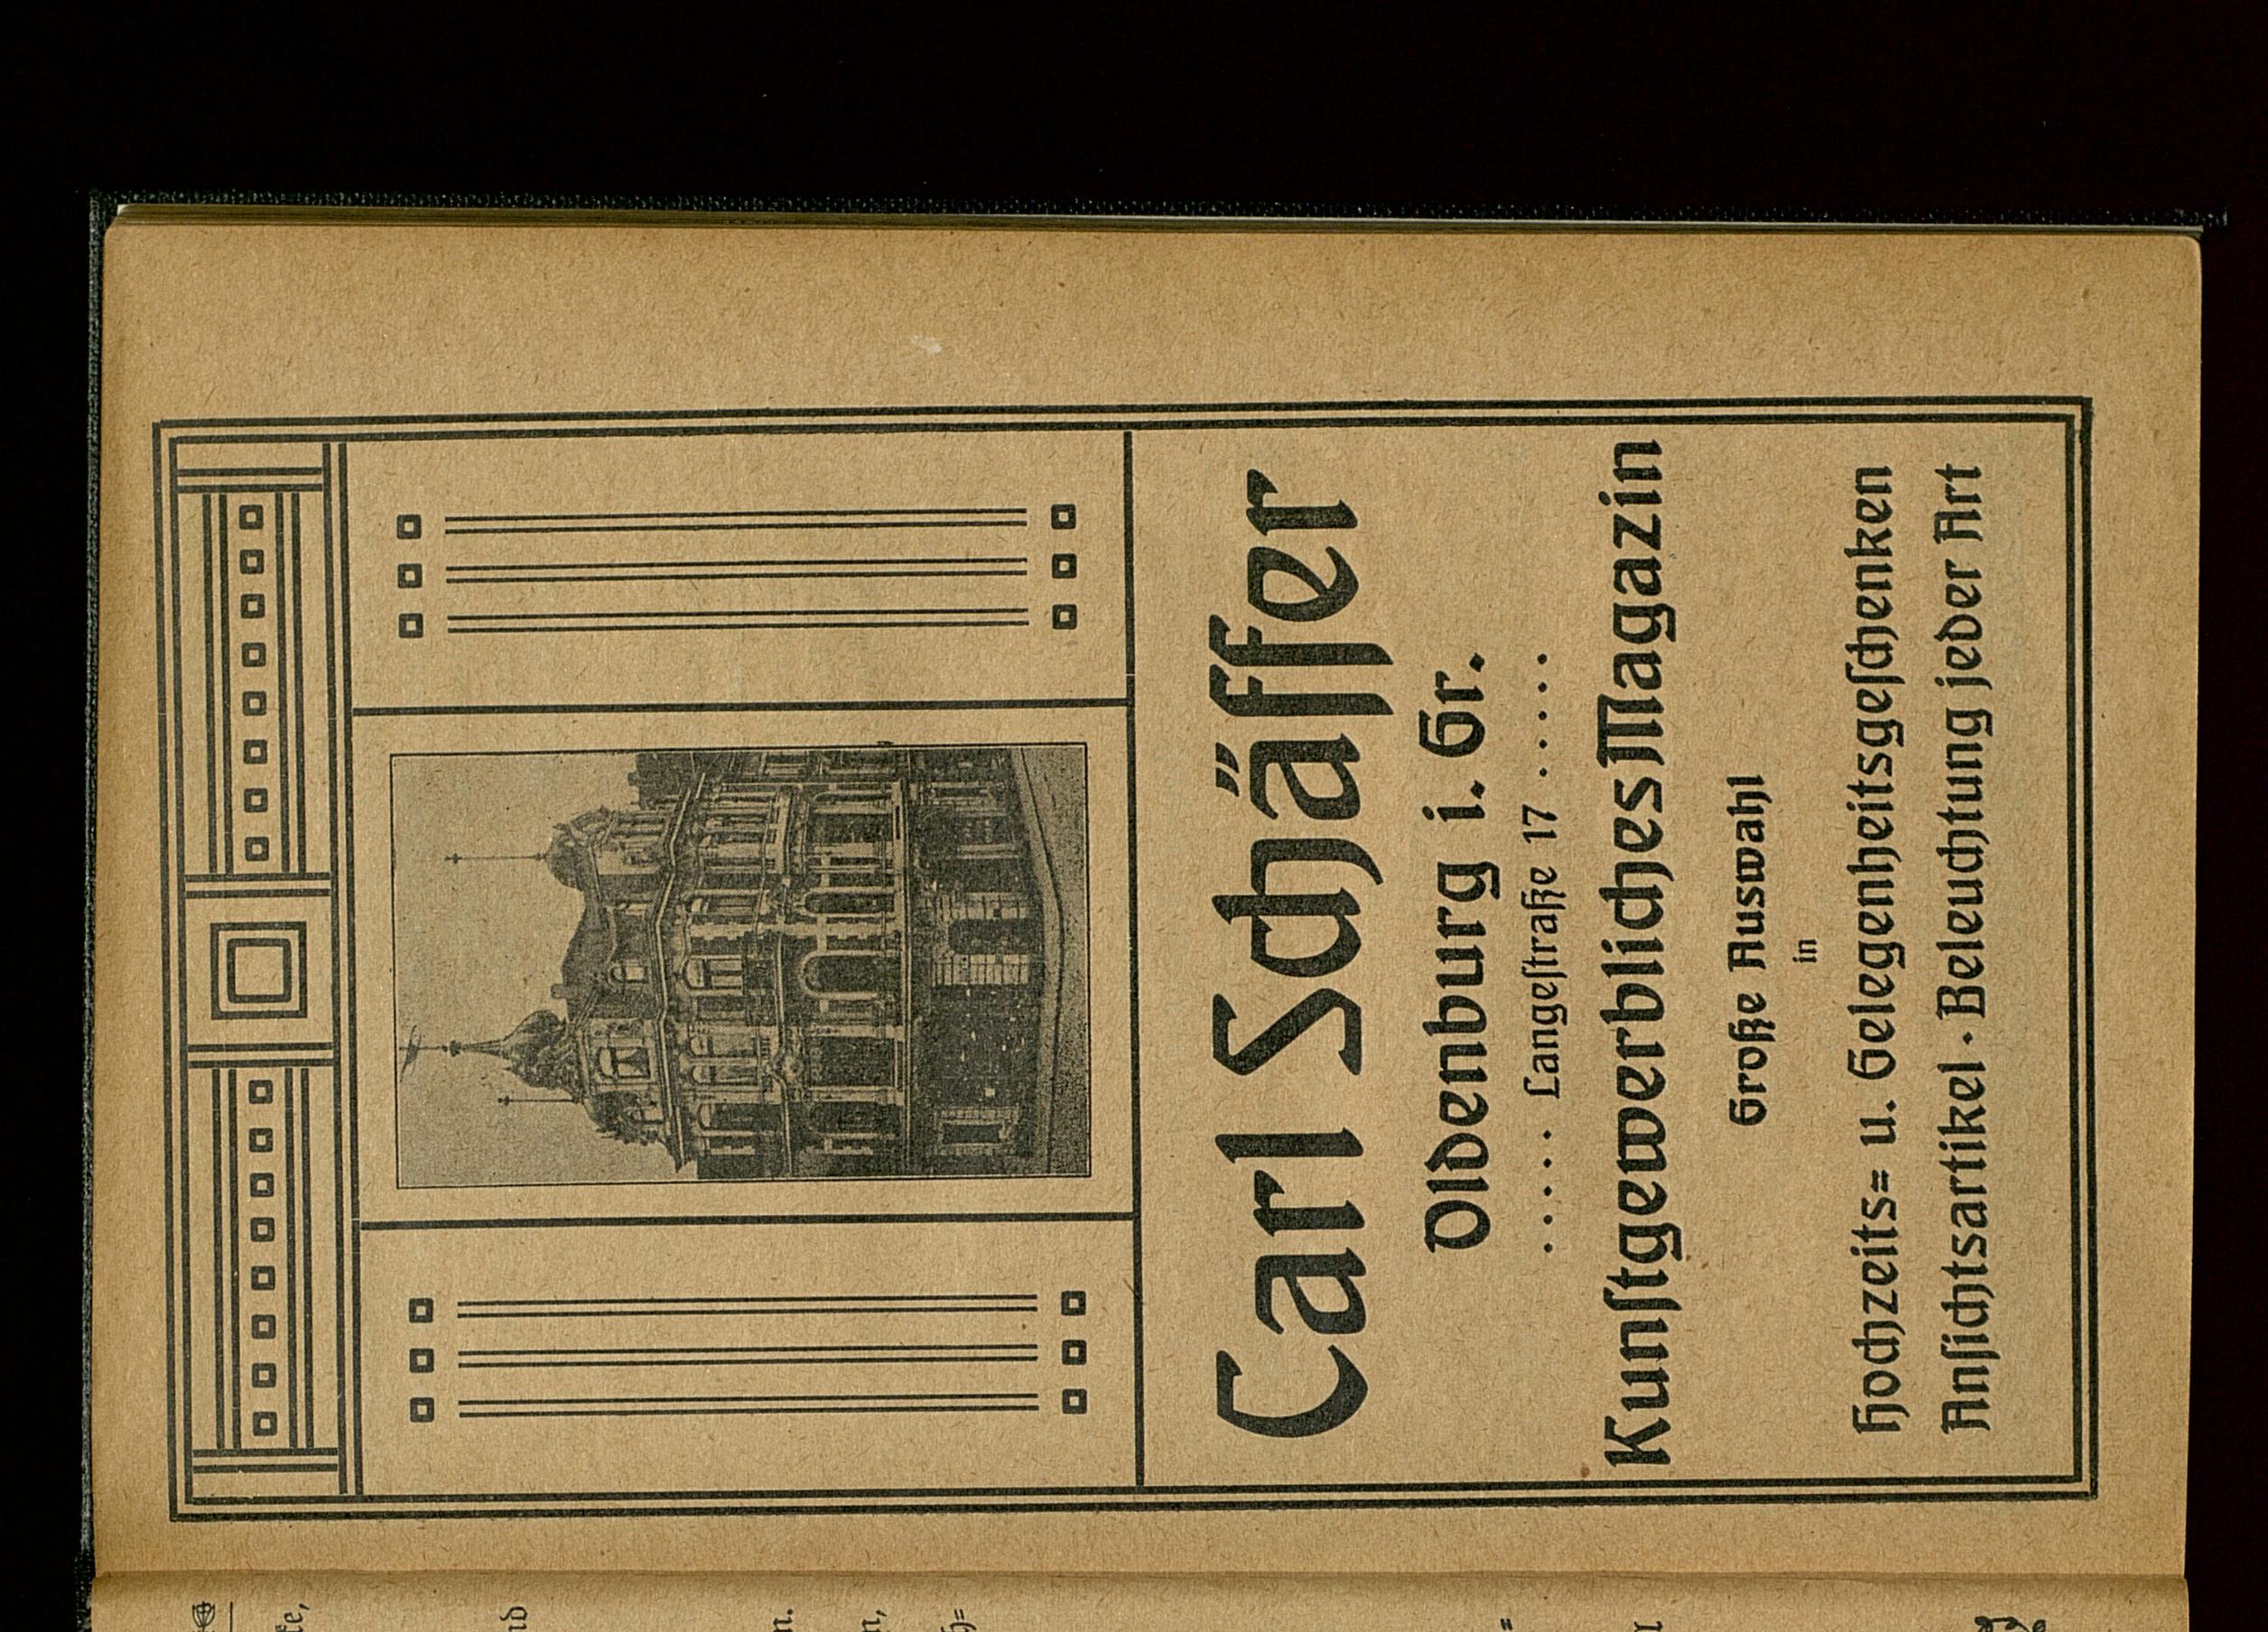 Carl Schäffer
Oldenburg i. Gr.
..... Langeſtraße 17 .....
Kunſtgewerbliches Magazin
Große Auswahl
in
Hochzeits= u. Gelegenheitsgeſchenken
Anſichtsartikel · Beleuchtung jeder Art